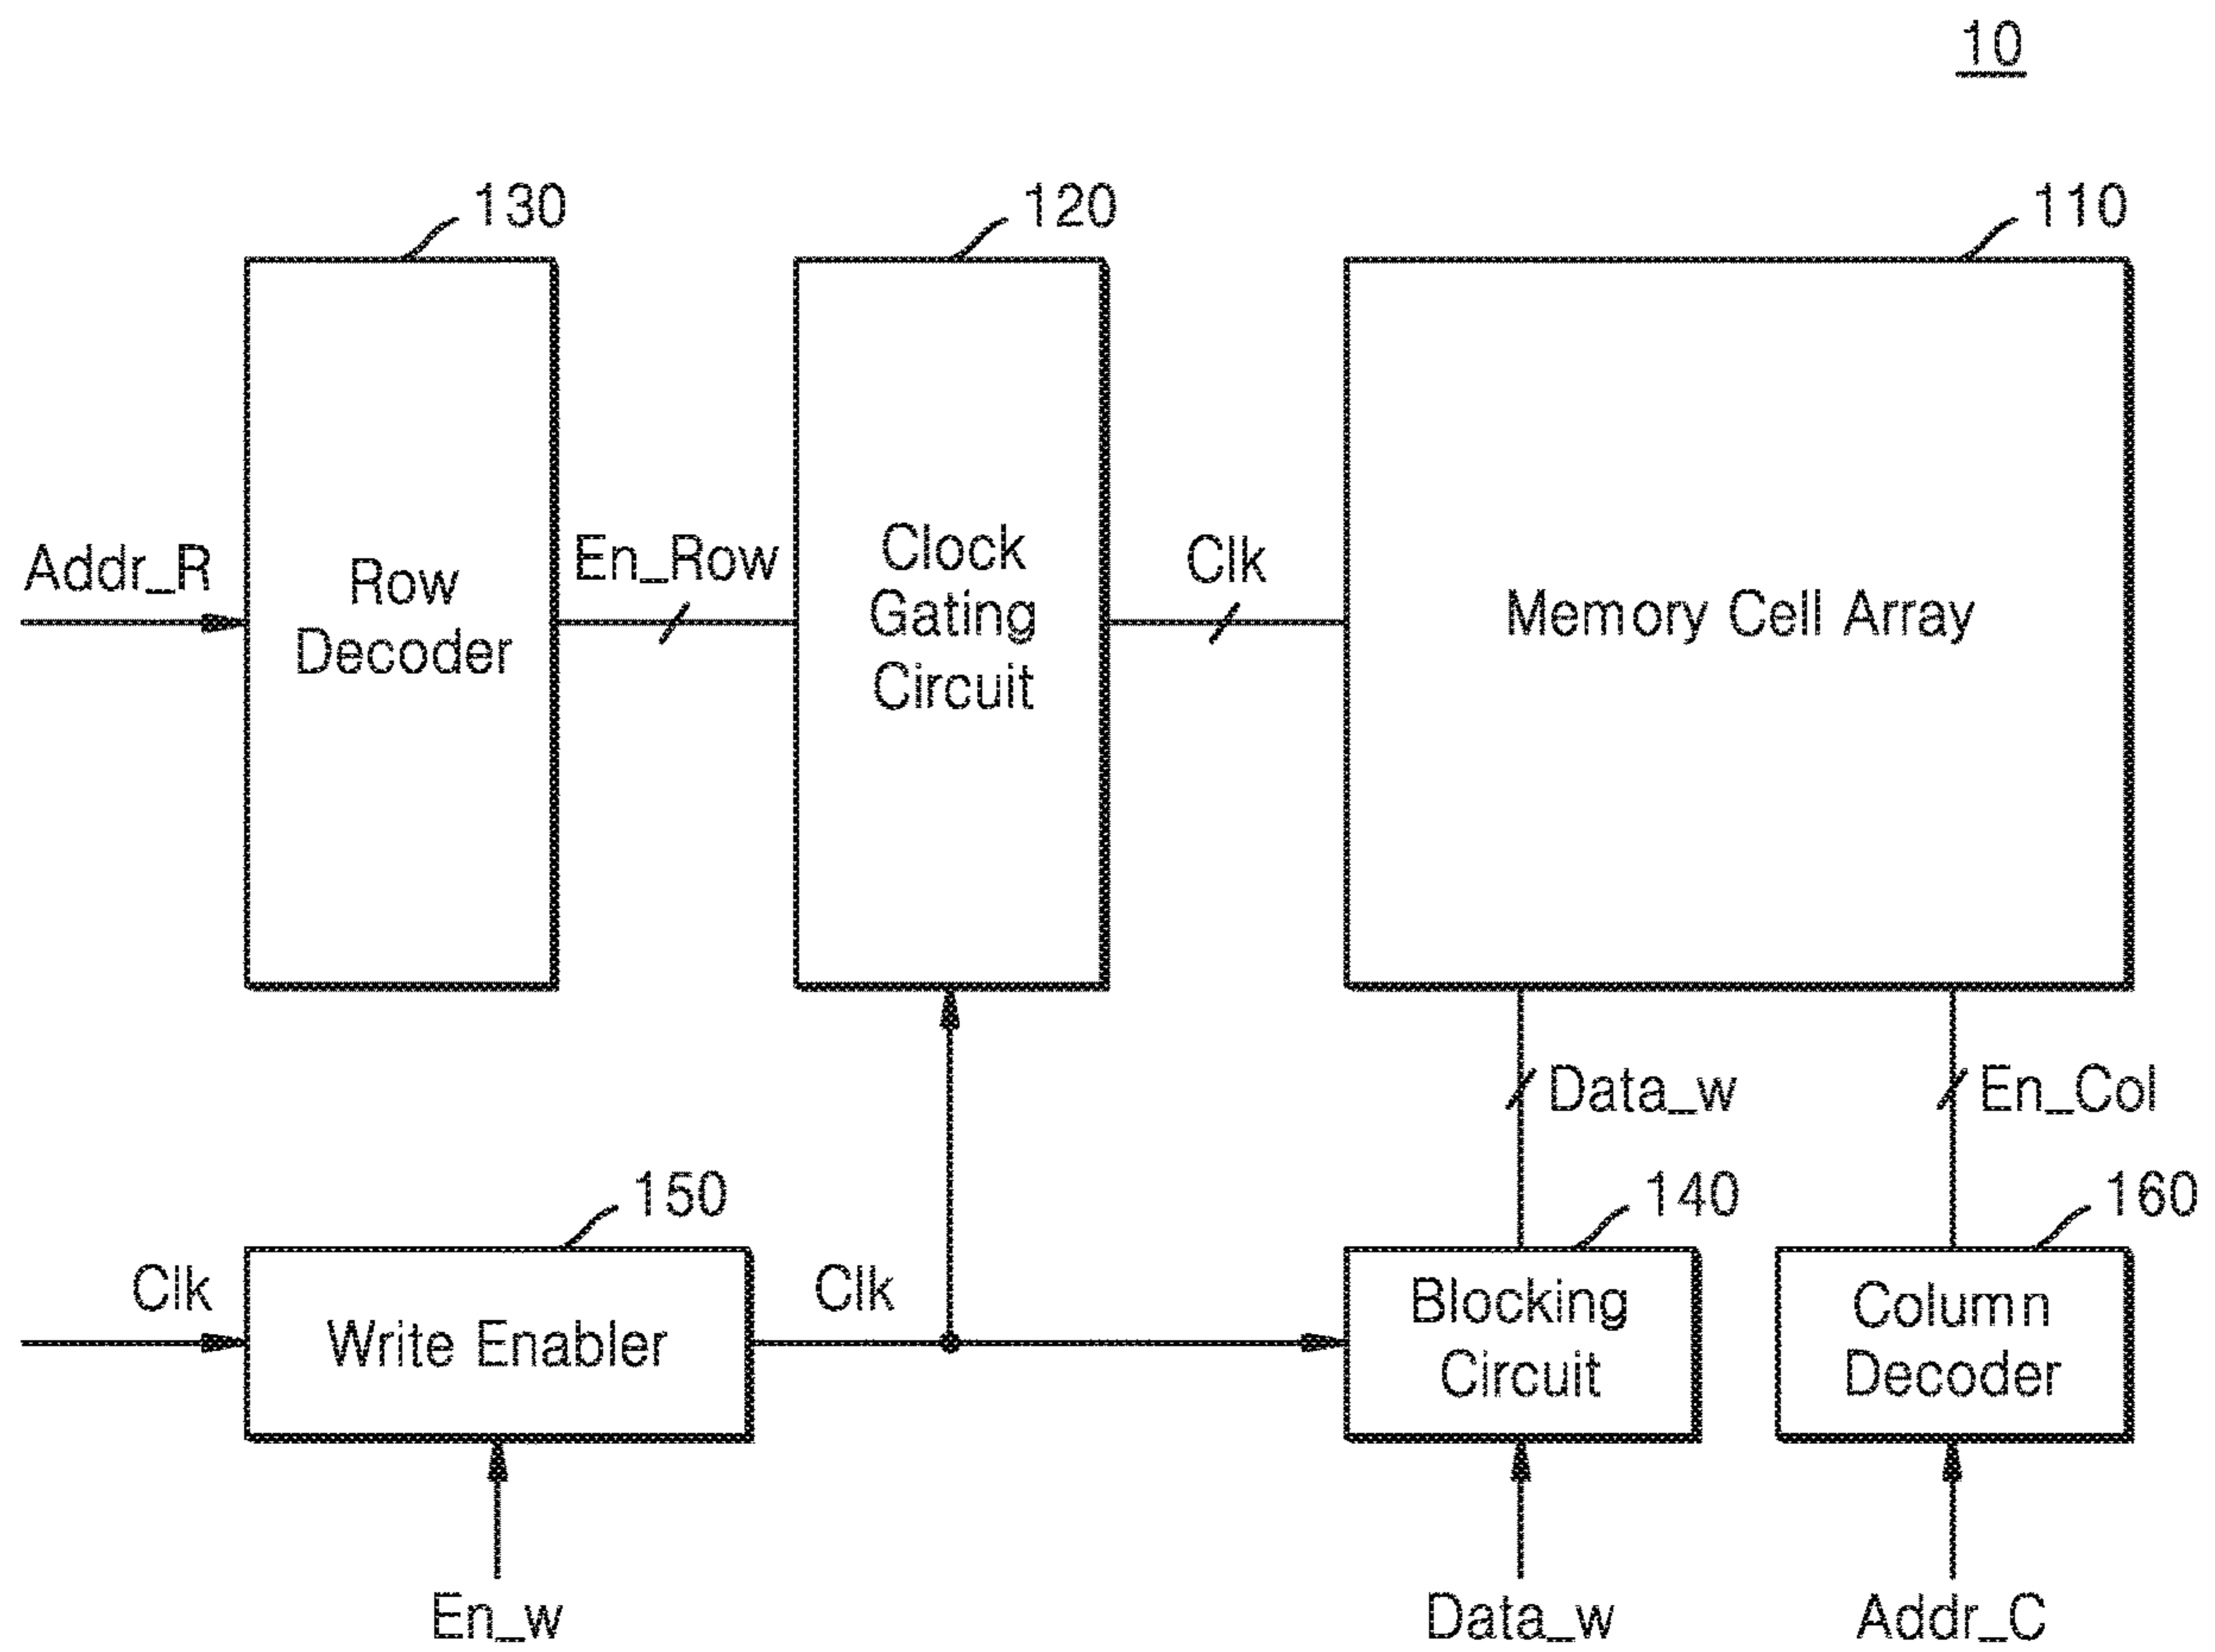 10
130
120
110
Addr_R
Row
Decoder
En_Row
Clock
Gating
Circuit
Clk
Memory Cell Array
Data_w
En_Col
150
140
160
Clk
Write Enabler
Clk
Blocking
Circuit
Column
Decoder
En_w
Data_w
Addr_C